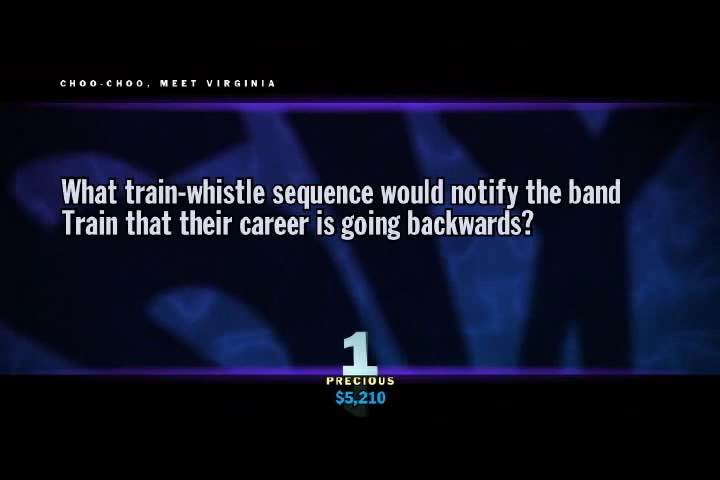 CHOO-CHOO, MEET VIRGINIA
What train-whistle sequence would notify the band
Train that their career is going backwards?
1
PRECIOUS
$5,210